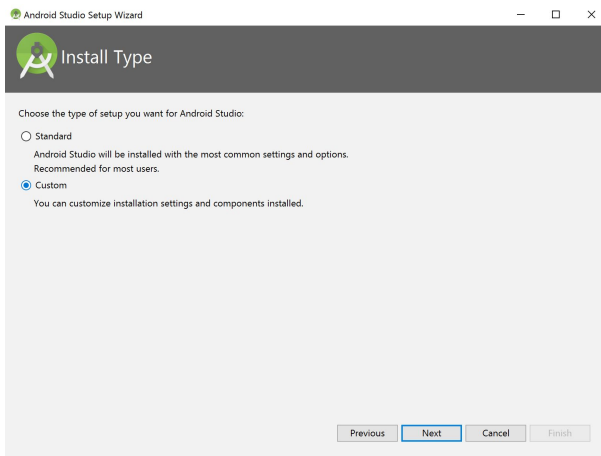 Android Studio Setup Wizard
Install Type
Choose the type of setup you want for Android Studio:
Standard
Android Studio will be installed with the most common settings and options.
Recommended for most users.
Custom
You can customize installation settings and components installed.
Previous Next Cancel Finish